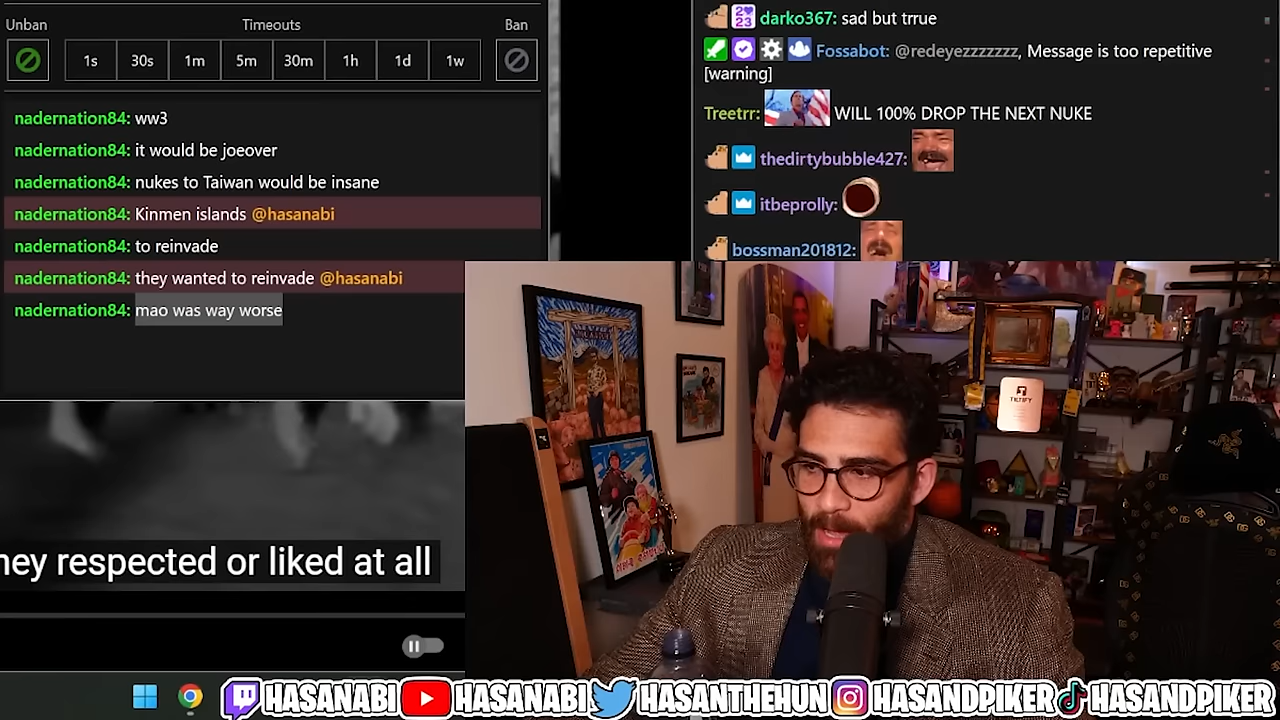 Unban
Timeouts
Ban
1s
30s
1m
5m
30m
1h
1d
1w
nadernation84: ww3
nadernation84: it would be joeover
nadernation84: nukes to Taiwan would be insane
nadernation84: Kinmen islands @hasanabi
nadernation84: to reinvade
nadernation84: they wanted to reinvade @hasanabi
nadernation84: mao was way worse
darko367: sad but trrue
Fossabot: @redeyezzzzzzz, Message is too repetitive
[warning]
Treetrr: WILL 100% DROP THE NEXT NUKE
thedirtybubble427:
itbeprolly:
bossman201812:
TILTIFY
hey respected or liked at all
HASANABI
HASANABI
HASANTHEHUN
HASANDPIKER
HASANDPIKER